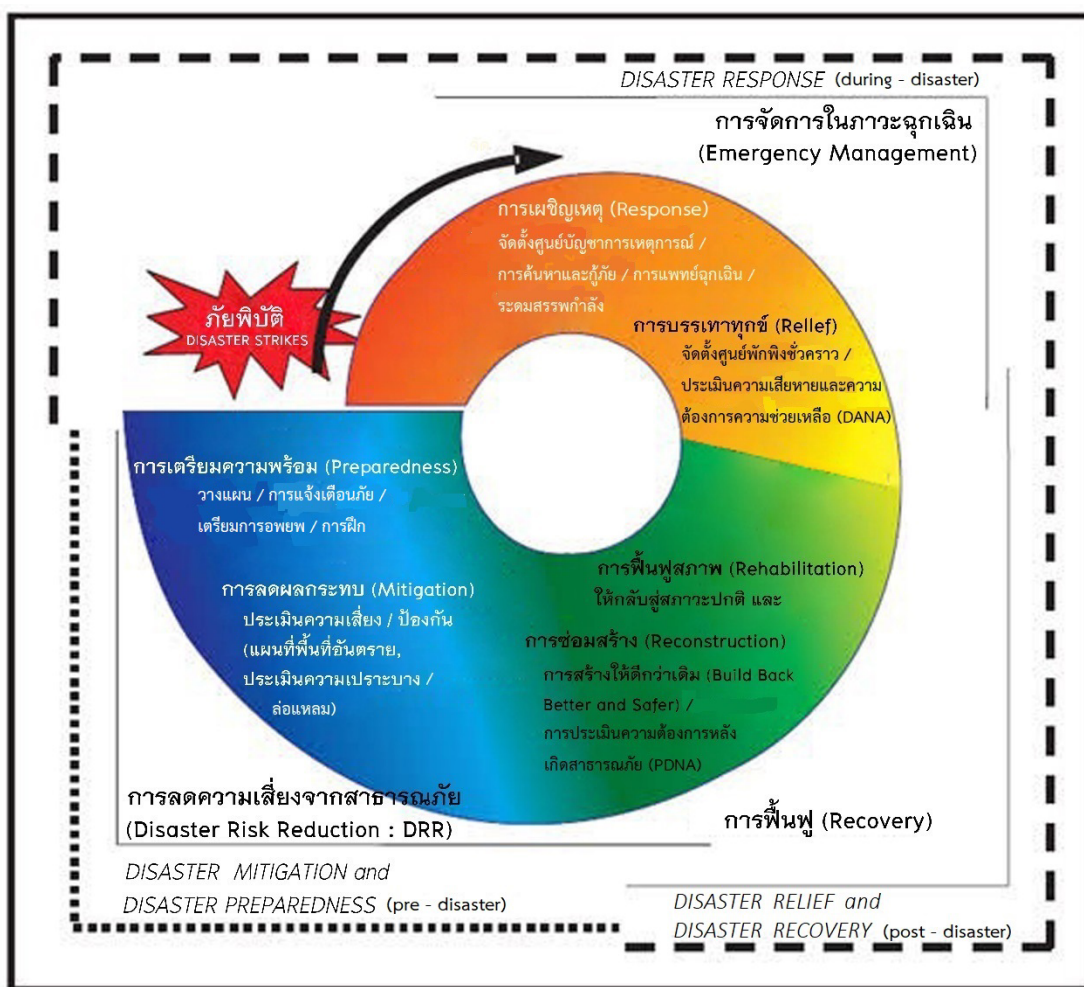 DISASTER RESPONSE (during - disaster)
การจัดการในภาวะฉุกเฉิน
(Emergency Management)
การเผชิญเหตุ (Response)
จัดตั้งศูนย์บัญชาการเหตุการณ์ /
การค้นหาและกู้ภัย / การแพทย์ฉุกเฉิน /
ระดมสรรพกำลัง
ภัยพิบัติ
DISASTER STRIKES
การบรรเทาทุกข์ (Rellef)
จัดตั้งศูนย์พักพิงชั่วคราว /
ประเมินความเสียหายและความ
ต้องการความช่วยเหลือ (DANA)
การเตรียมความพร้อม (Preparedness)
วางแผน / การแจ้งเตือนภัย /
เตรียมการอพยพ / การฝึก
การลดผลกระทบ (Mitigation)
ประเมินความเสี่ยง / ป้องกัน
(แผนที่พื้นที่อันตราย,
ประเมินความเปราะบาง /
ล่อแหลม)
การฟื้นฟูสภาพ (Rehabilitation)
ให้กลับสู่สภาวะปกติ และ
การซ่อมสร้าง (Reconstruction)
การสร้างให้ดีกว่าเดิม (Build Back
Better and Safer) /
การประเมินความต้องการหลัง
เกิดสาธารณภัย (PDNA)
การลดความเสี่ยงจากสาธารณภัย
(Disaster Risk Reduction : DRR)
การฟื้นฟู (Recovery)
DISASTER MITIGATION and
DISASTER PREPAREDNESS (pre - disaster)
DISASTER RELIEF and
DISASTER RECOVERY (post - disaster)